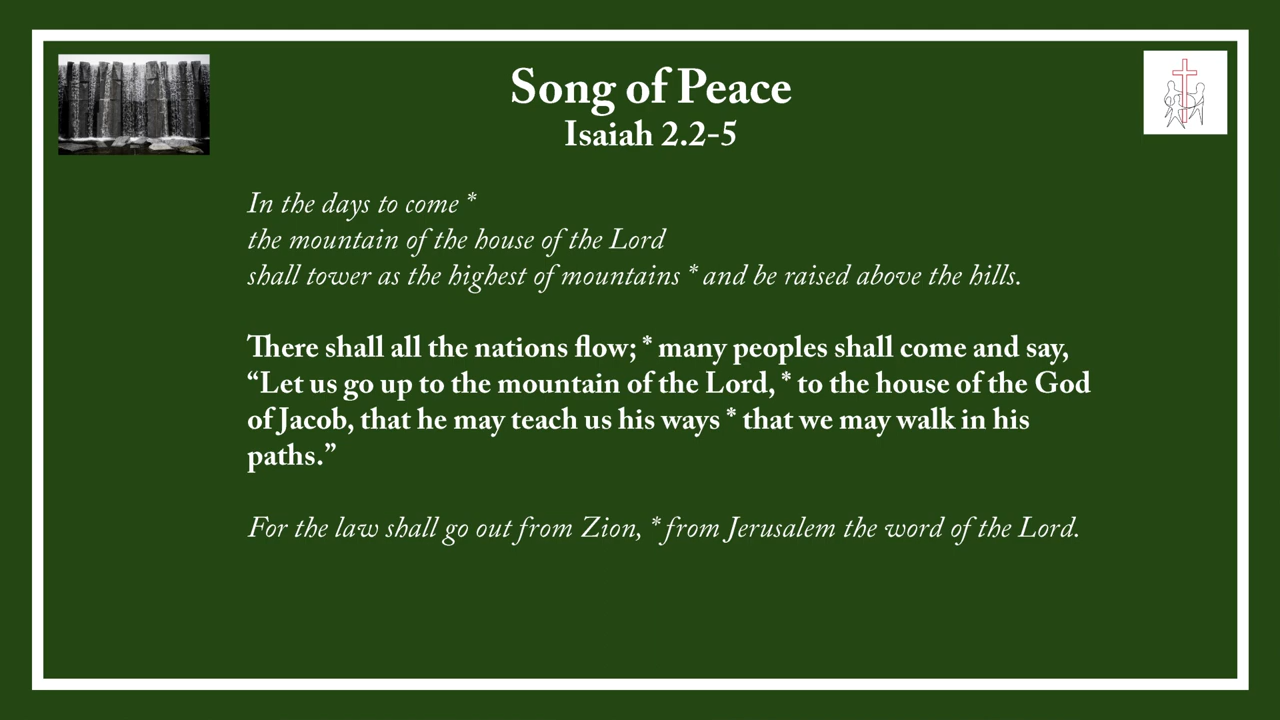 Song of Peace
Isaiah 2.2-5
In the days to come *
the mountain of the house of the Lord
shall tower as the highest of mountains * and be raised above the hills.
There shall all the nations flow; * many peoples shall come and say,
“Let us go up to the mountain of the Lord, * to the house of the God
of Jacob, that he may teach us his ways * that we may walk in his
paths.”
For the law shall go out from Zion, * from Jerusalem the word of the Lord.